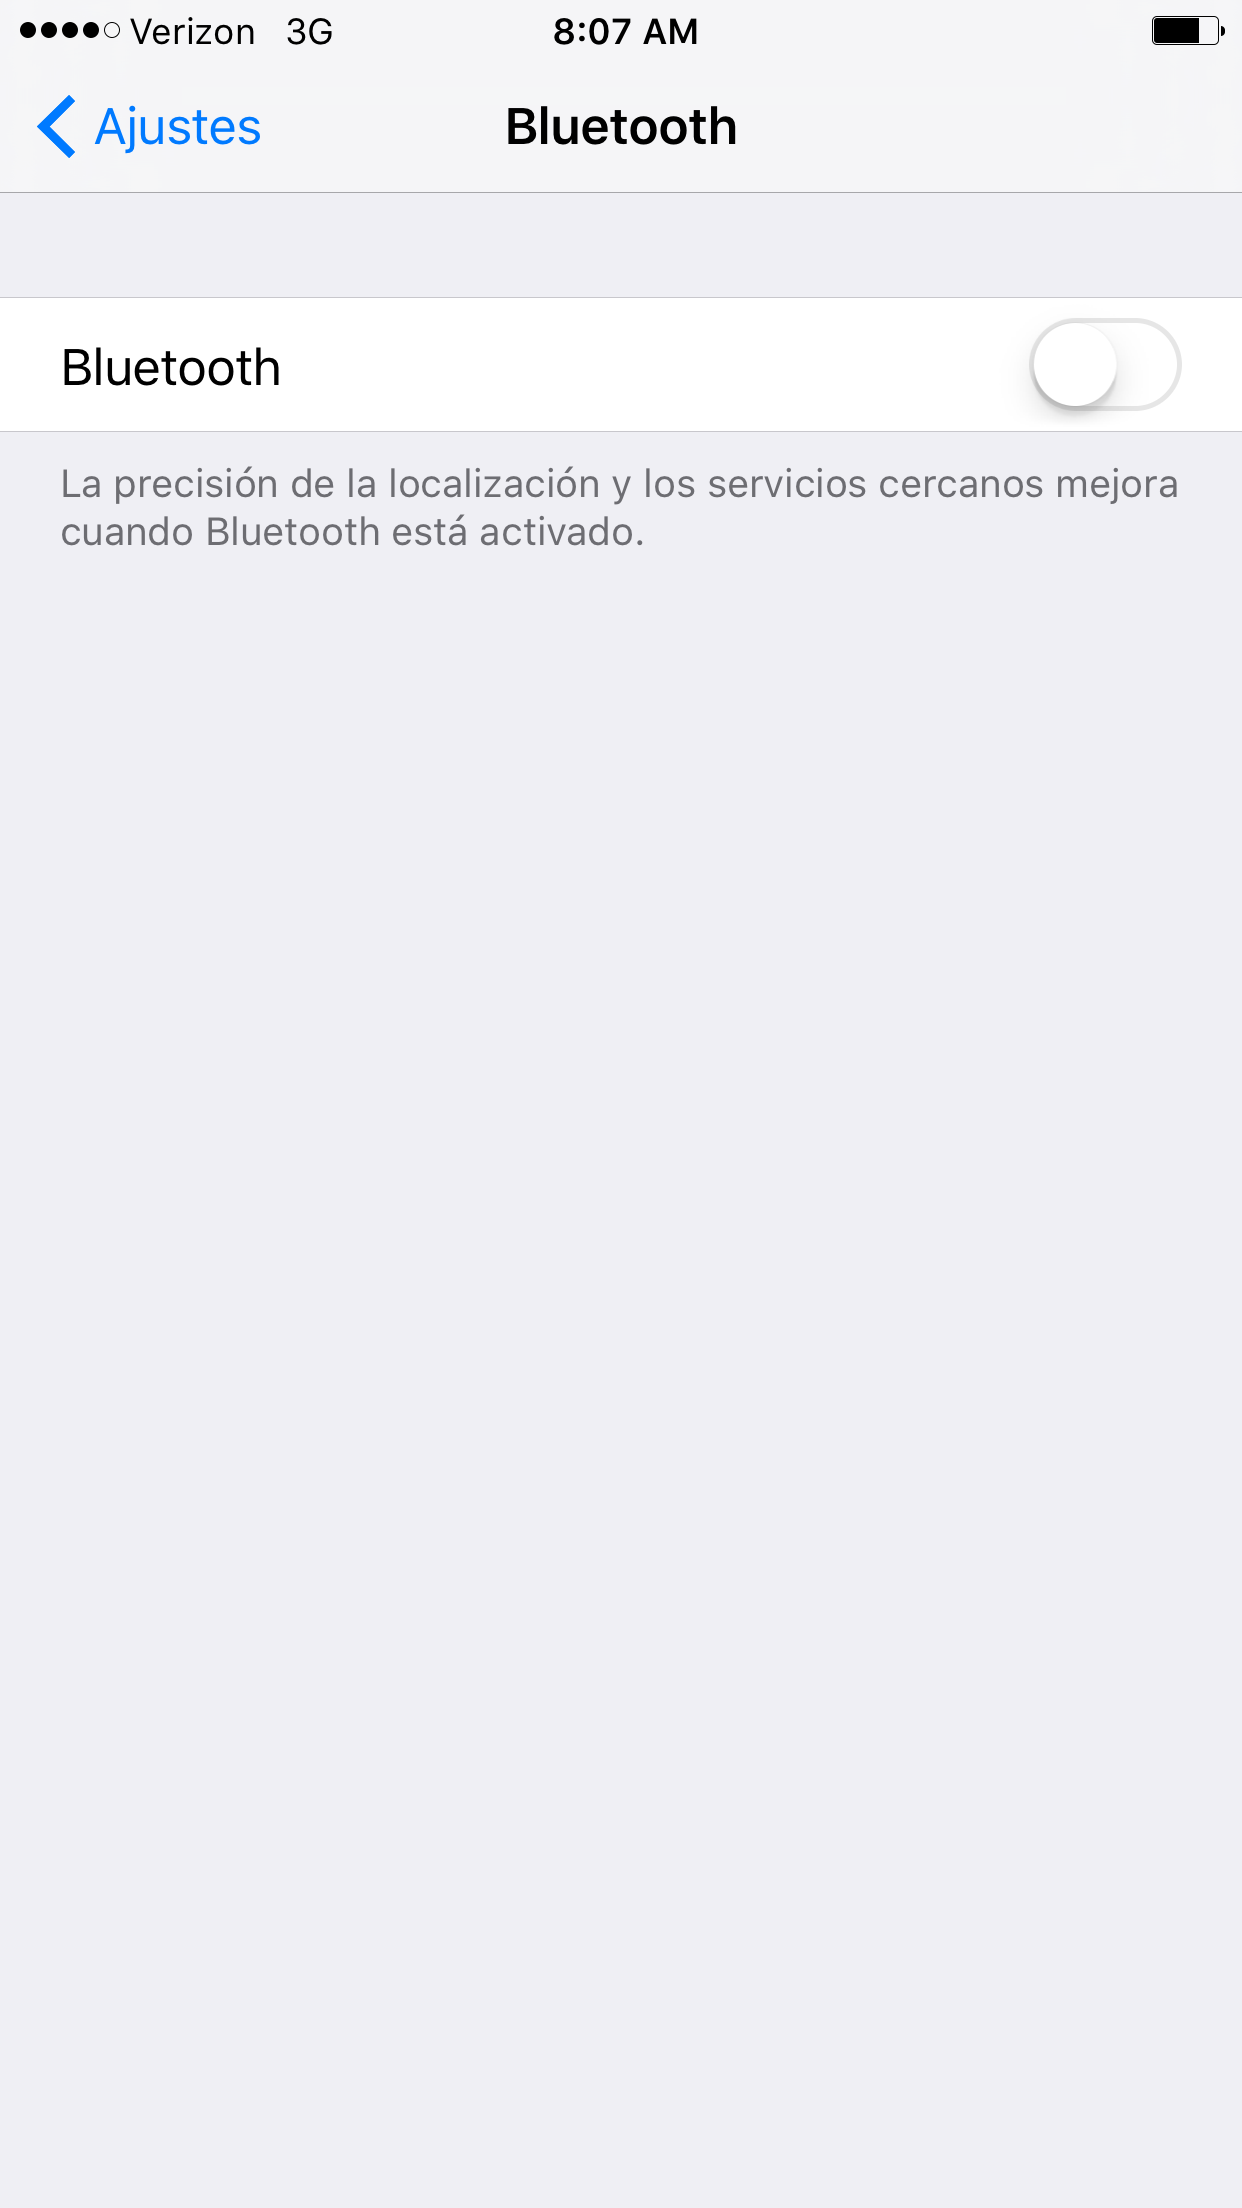 Verizon 3G 8:07 AM
Ajustes Bluetooth
Bluetooth
La precisión de la localización y los servicios cercanos mejora
cuando Bluetooth está activado.